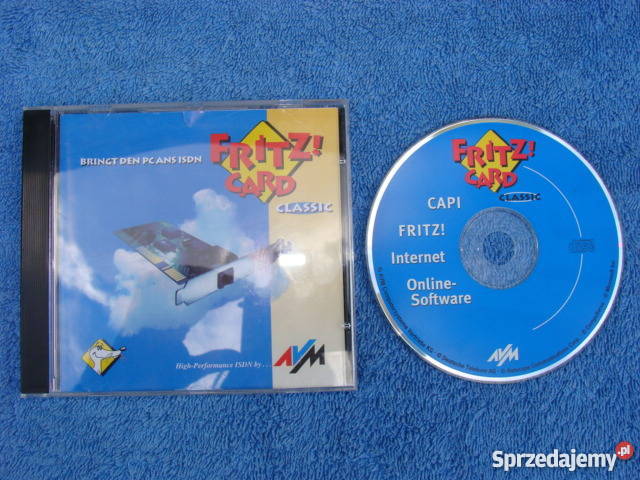 BRINGT DEN PC ANS ISDN
FRITZ!
CARD
CLASSIC
High-Performance ISDN by...
AVM
FRITZ!
CARD
CLASSIC
CAPI
FRITZ!
Internet
Online-
Software
AVM
Sprzedajemy.pl